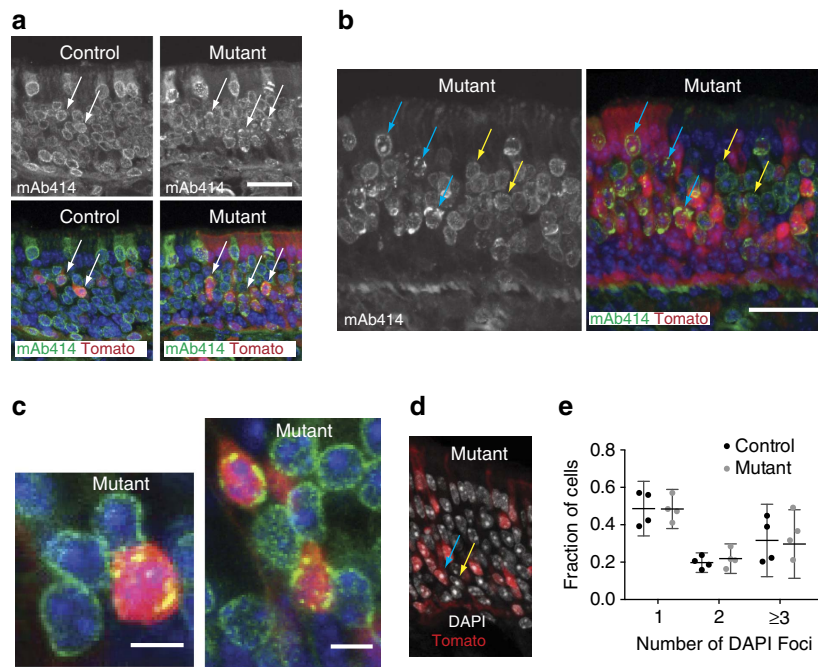 a
Control
Mutant
mAb414
Control
Mutant
mAb414 Tomato
mAb414 Tomato
b
Mutant
Mutant
mAb414
mAb414 Tomato
c
Mutant
Mutant
d
Mutant
DAPI
Tomato
e
Control
Mutant
Fraction of cells
0.8
0.6
0.4
0.2
0.0
1
2
≥3
Number of DAPI Foci